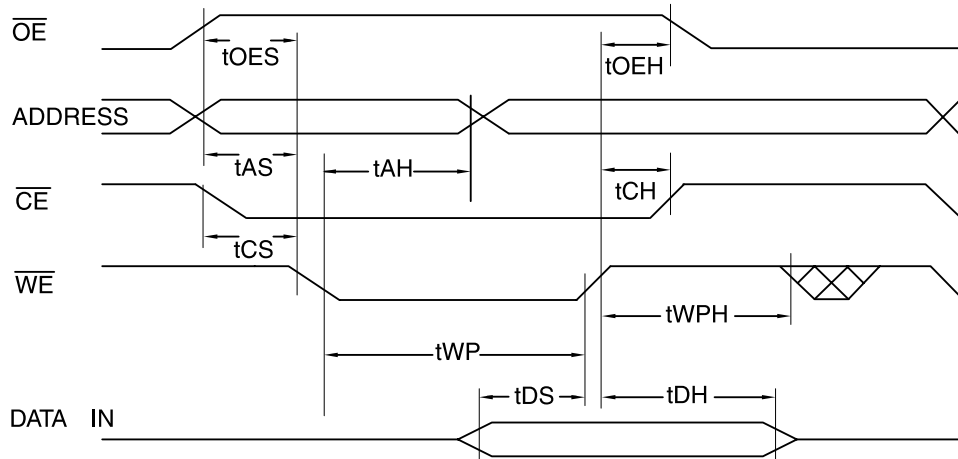 OE
tOES
tOEH
ADDRESS
tAS
tAH
tCH
CE
tCS
WE
tWPH
tWP
tDS
tDH
DATA IN